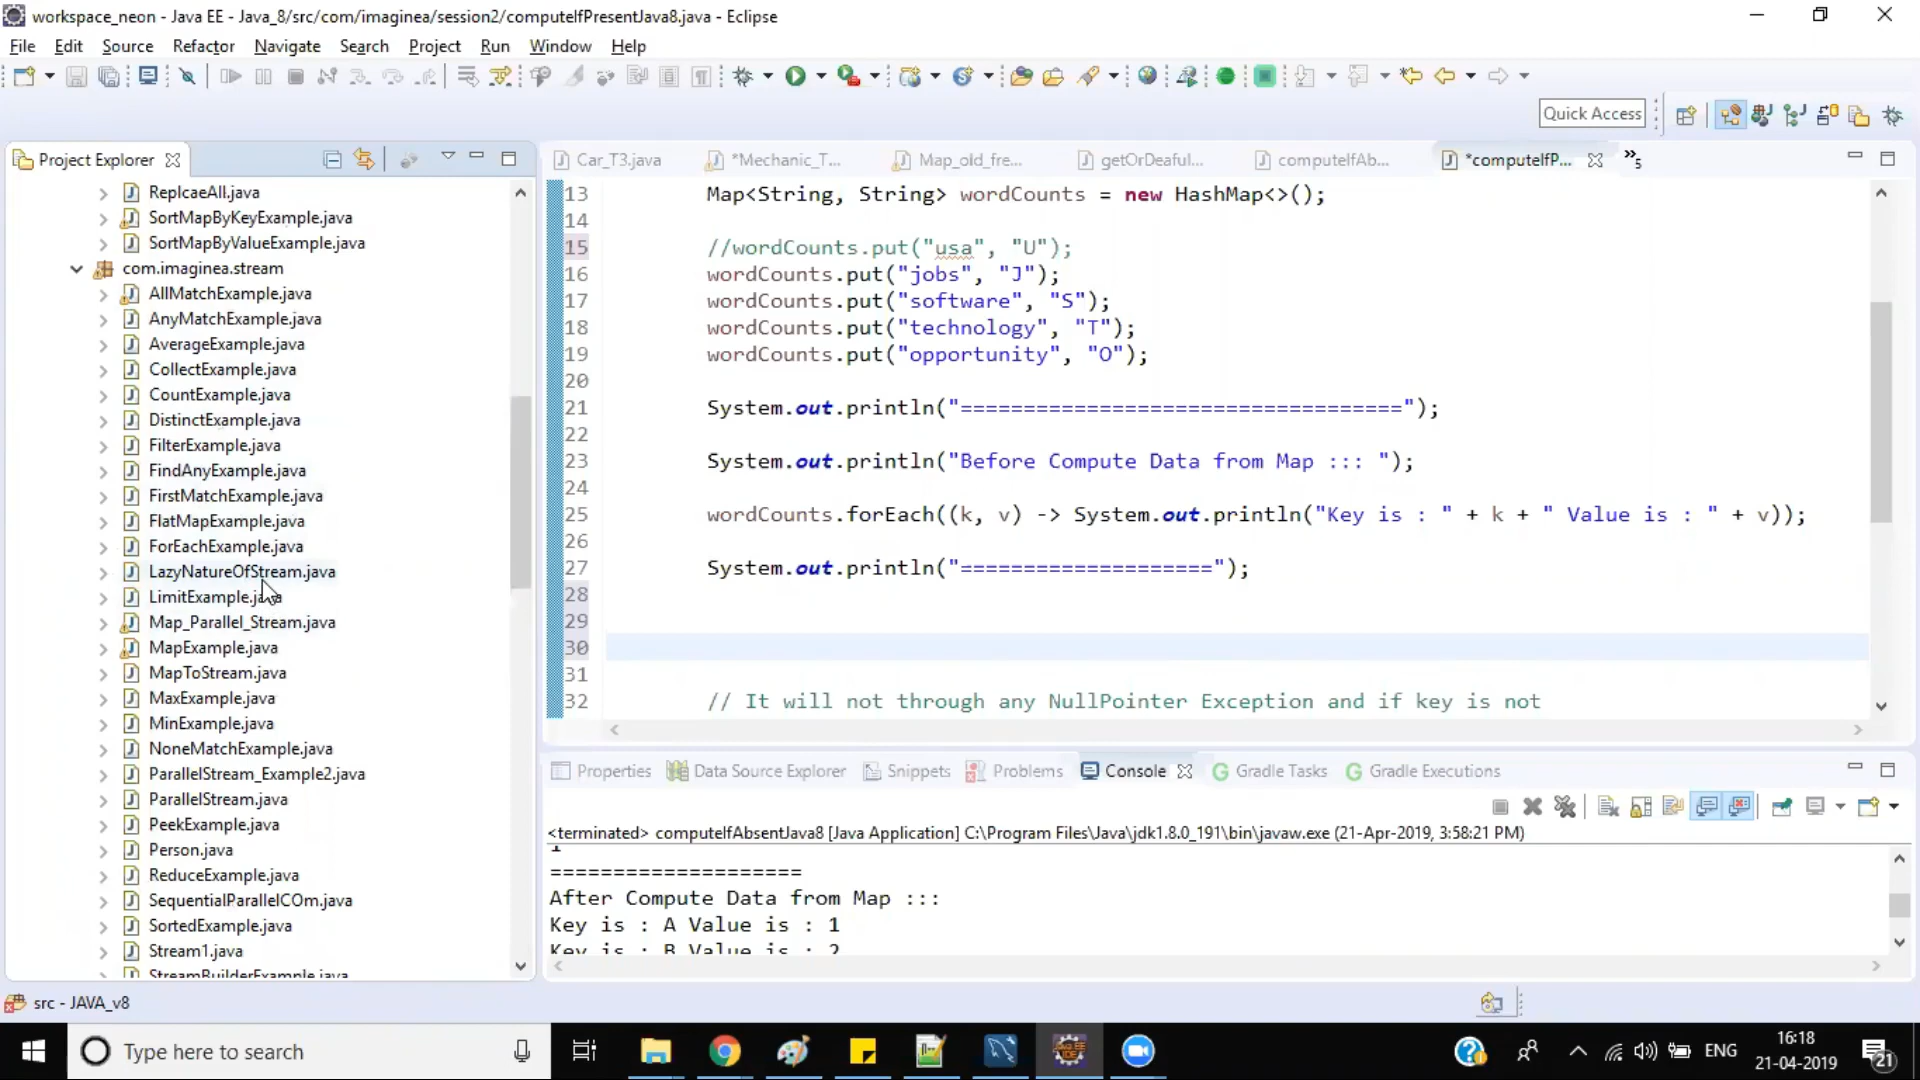 workspace_neon - Java EE - Java_8/src/com/imaginea/session2/computeIfPresentJava8.java - Eclipse
File Edit Source Refactor Navigate Search Project Run Window Help
Quick Access
Project Explorer
ReplcaeAll.java
SortMapByKeyExample.java
SortMapByValueExample.java
com.imaginea.stream
AllMatchExample.java
AnyMatchExample.java
AverageExample.java
CollectExample.java
CountExample.java
DistinctExample.java
FilterExample.java
FindAnyExample.java
FirstMatchExample.java
FlatMapExample.java
ForEachExample.java
LazyNatureOfStream.java
LimitExample.java
Map_Parallel_Stream.java
MapExample.java
MapToStream.java
MaxExample.java
MinExample.java
NoneMatchExample.java
ParallelStream_Example2.java
ParallelStream.java
PeekExample.java
Person.java
ReduceExample.java
SequentialParallelCOm.java
SortedExample.java
Stream1.java
StreamBuilderExample.java
Car_T3.java *Mechanic_T... Map_old_fre... getOrDeaful... computeIfAb... *computeIfP... 5
13 Map<String, String> wordCounts = new HashMap<>();
14
15 //wordCounts.put("usa", "U");
16 wordCounts.put("jobs", "J");
17 wordCounts.put("software", "S");
18 wordCounts.put("technology", "T");
19 wordCounts.put("opportunity", "O");
20
21 System.out.println("===================================");
22
23 System.out.println("Before Compute Data from Map ::: ");
24
25 wordCounts.forEach((k, v) -> System.out.println("Key is : " + k + " Value is : " + v));
26
27 System.out.println("====================");
28
29
30
31
32 // It will not through any NullPointer Exception and if key is not
Properties Data Source Explorer Snippets Problems Console Gradle Tasks Gradle Executions
<terminated> computeIfAbsentJava8 [Java Application] C:\Program Files\Java\jdk1.8.0_191\bin\javaw.exe (21-Apr-2019, 3:58:21 PM)
====================
After Compute Data from Map :::
Key is : A Value is : 1
Key is : B Value is : 2
src - JAVA_v8
Type here to search
ENG
16:18
21-04-2019
21